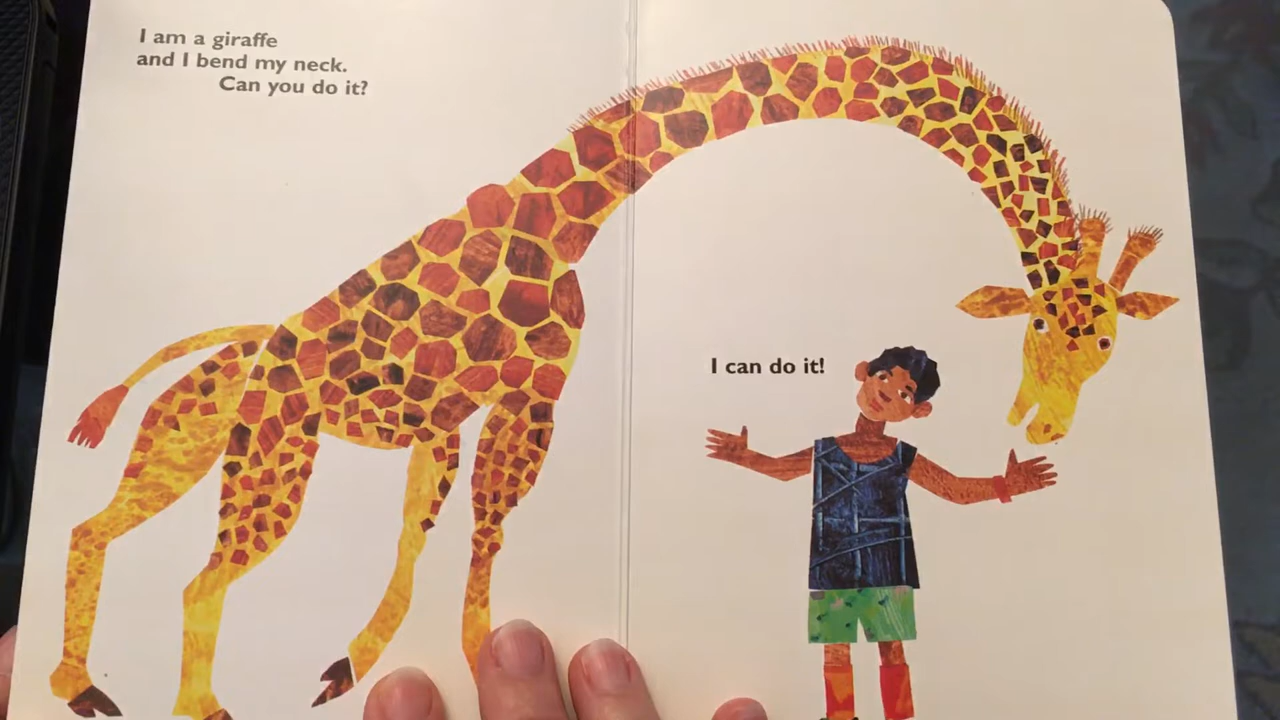 I am a giraffe
and I bend my neck.
Can you do it?
I can do it!